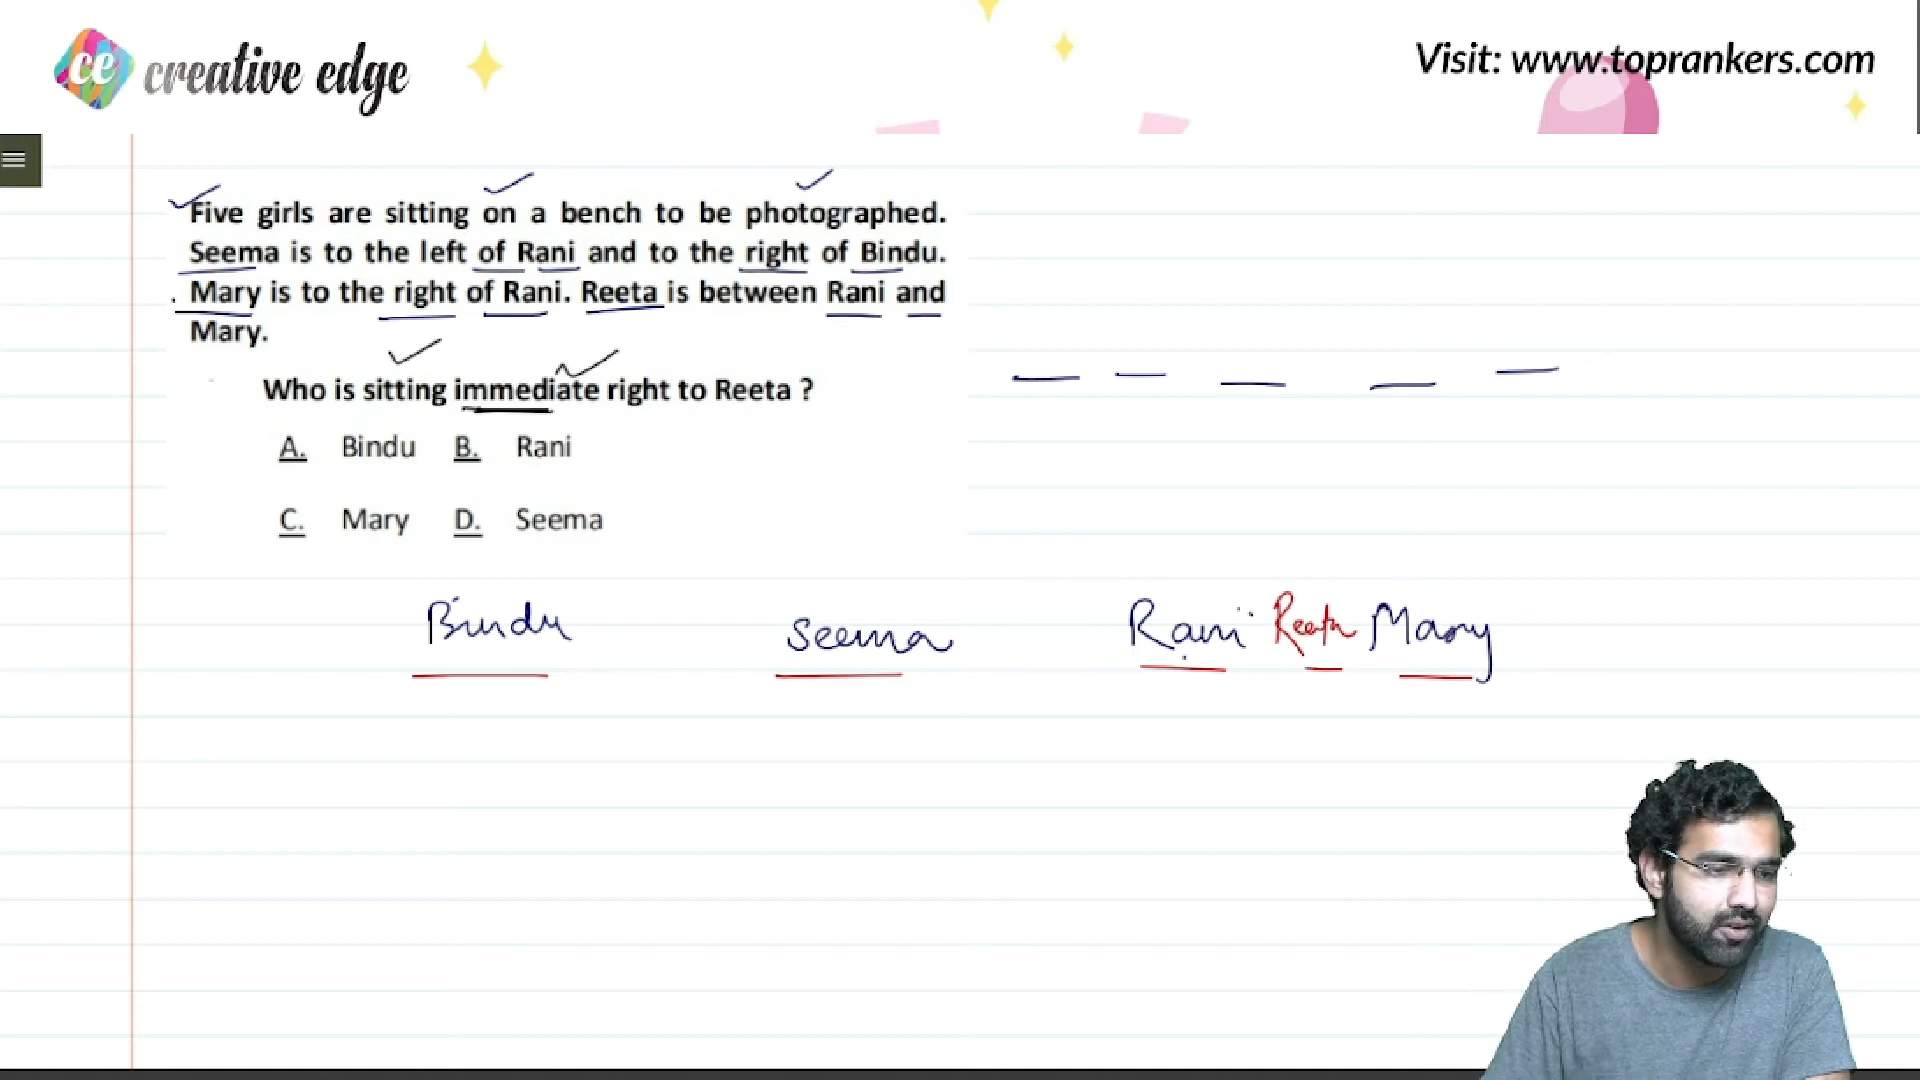 ce creative edge
Visit: www.toprankers.com
Five girls are sitting on a bench to be photographed.
Seema is to the left of Rani and to the right of Bindu.
Mary is to the right of Rani. Reeta is between Rani and
Mary.
Who is sitting immediate right to Reeta ?
A. Bindu B. Rani
C. Mary D. Seema
Bindu Seema Rani Reeta Mary